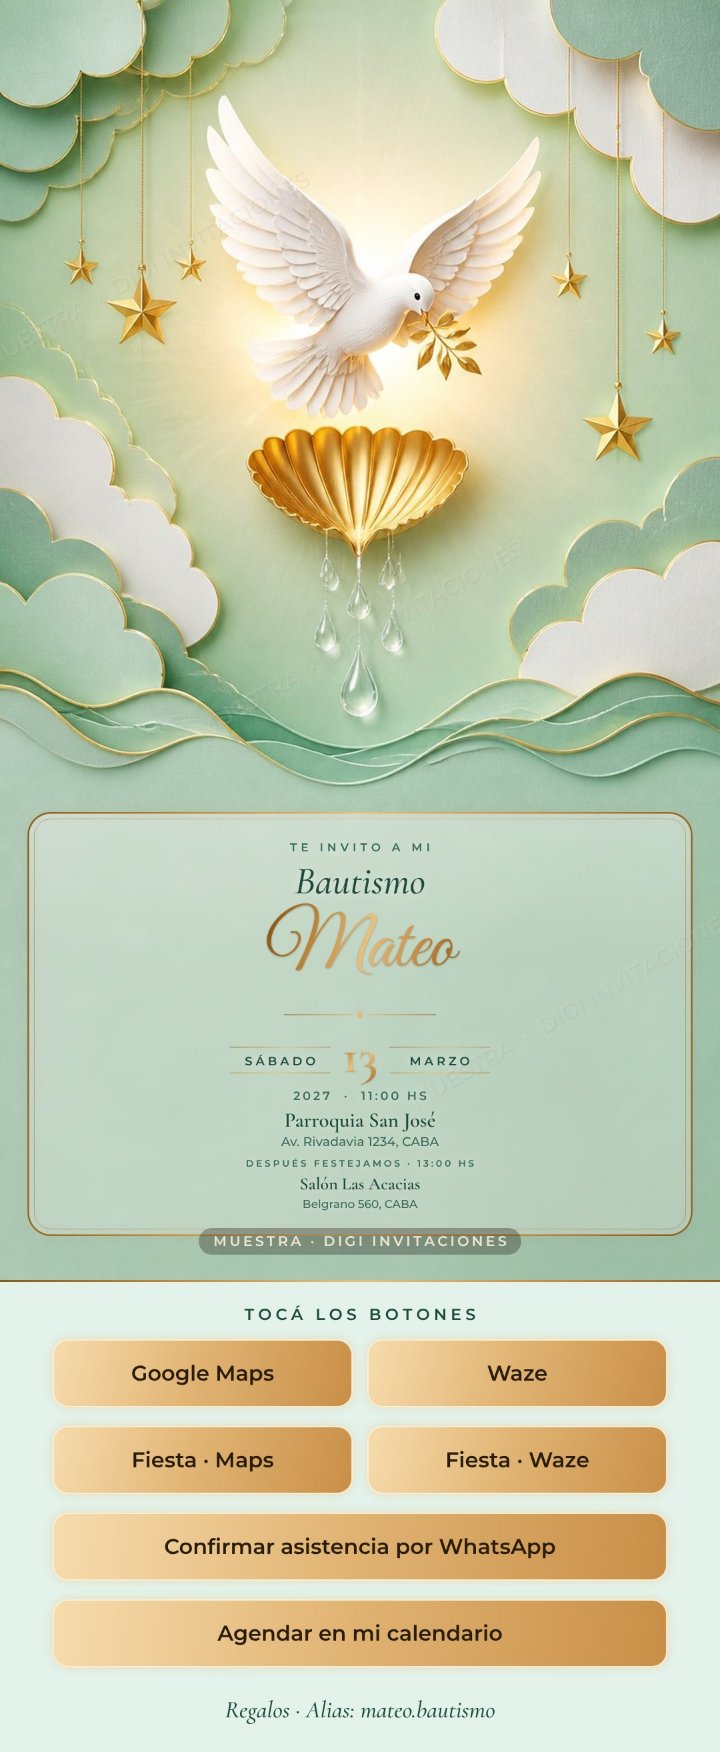 TE INVITO A MI
Bautismo
Mateo
SÁBADO 13 MARZO
2027 · 11:00 HS
Parroquia San José
Av. Rivadavia 1234, CABA
DESPUÉS FESTEJAMOS · 13:00 HS
Salón Las Acacias
Belgrano 560, CABA
MUESTRA · DIGI INVITACIONES
TOCÁ LOS BOTONES
Google Maps
Waze
Fiesta · Maps
Fiesta · Waze
Confirmar asistencia por WhatsApp
Agendar en mi calendario
Regalos · Alias: mateo.bautismo